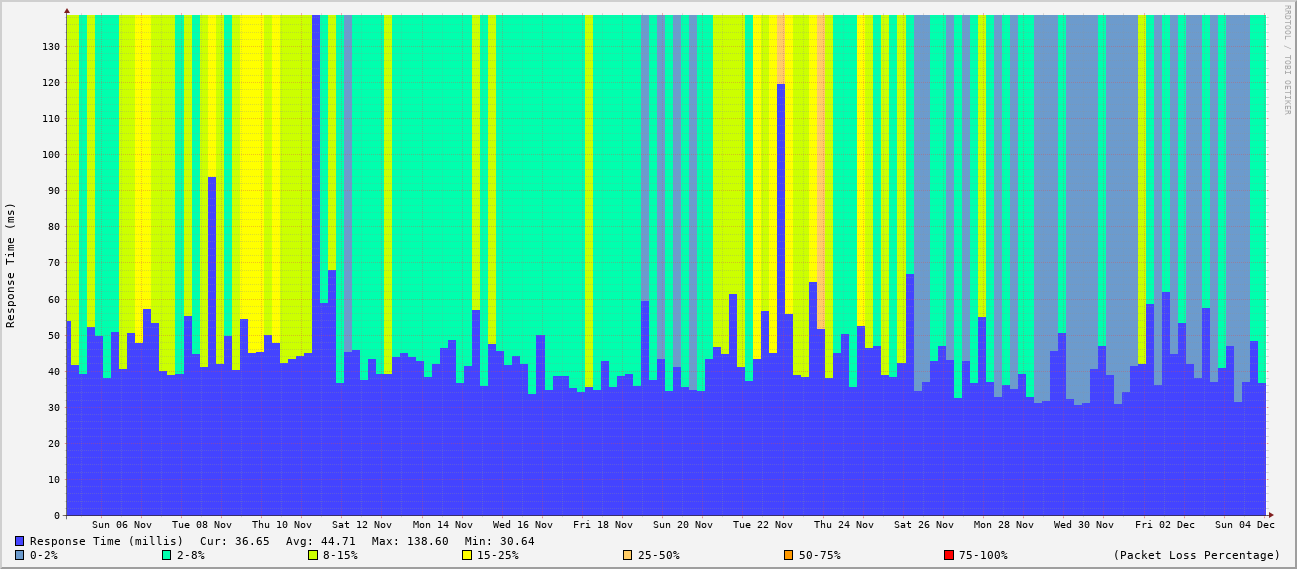 RRDTOOL / TOBI OETIKER
Response Time (ms)
130
120
110
100
90
80
70
60
50
40
30
20
10
0
Sun 06 Nov Tue 08 Nov Thu 10 Nov Sat 12 Nov Mon 14 Nov Wed 16 Nov Fri 18 Nov Sun 20 Nov Tue 22 Nov Thu 24 Nov Sat 26 Nov Mon 28 Nov Wed 30 Nov Fri 02 Dec Sun 04 Dec
Response Time (millis) Cur: 36.65 Avg: 44.71 Max: 138.60 Min: 30.64
0-2% 2-8% 8-15% 15-25% 25-50% 50-75% 75-100% (Packet Loss Percentage)